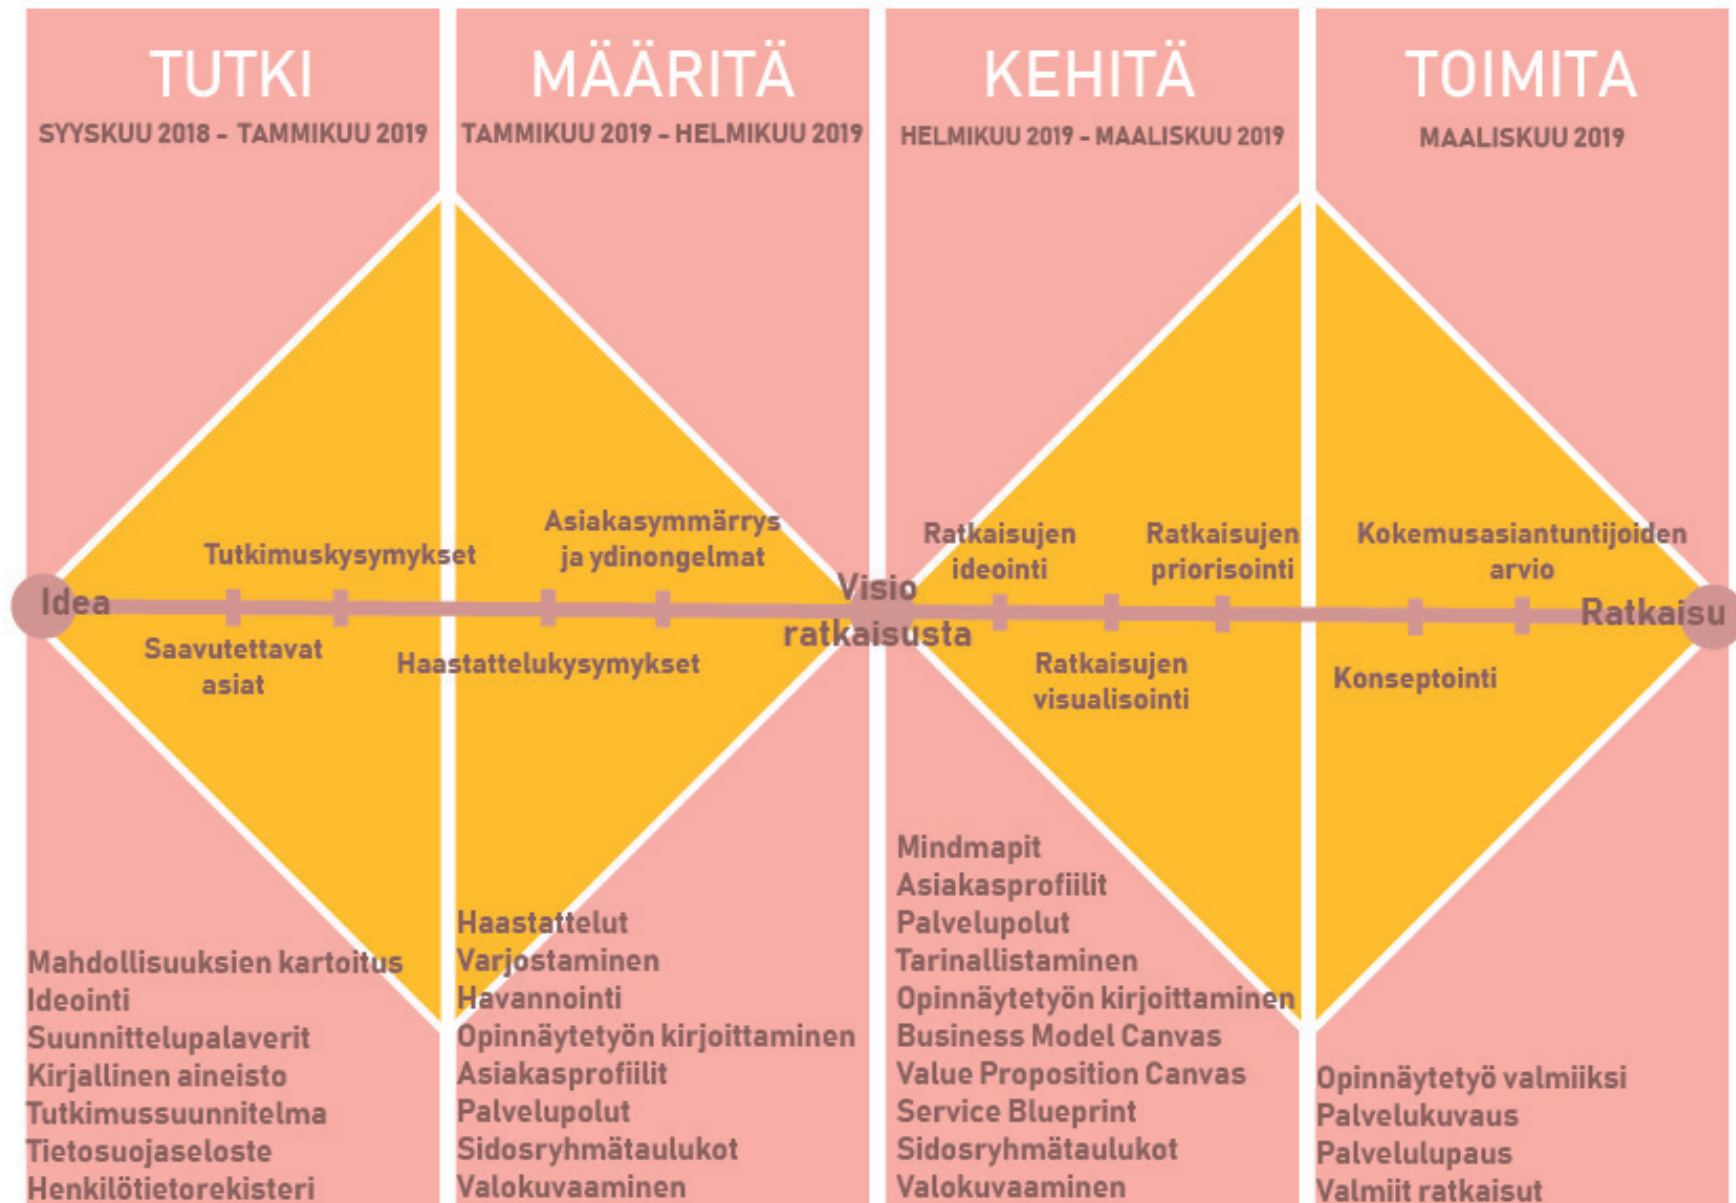 TUTKI
SYYSKUU 2018 - TAMMIKUU 2019
MÄÄRITÄ
TAMMIKUU 2019 - HELMIKUU 2019
KEHITÄ
HELMIKUU 2019 - MAALISKUU 2019
TOIMITA
MAALISKUU 2019
Idea
Saavutettavat
asiat
Tutkimuskysymykset
Haastattelukysymykset
Asiakasymmärrys
ja ydinongelmat
Visio
ratkaisusta
Ratkaisujen
ideointi
Ratkaisujen
visualisointi
Ratkaisujen
priorisointi
Konseptointi
Kokemusasiantuntijoiden
arvio
Ratkaisu
Mahdollisuuksien kartoitus
Ideointi
Suunnittelupalaverit
Kirjallinen aineisto
Tutkimussuunnitelma
Tietosuojaseloste
Henkilötietorekisteri
Haastattelut
Varjostaminen
Havannointi
Opinnäytetyön kirjoittaminen
Asiakasprofiilit
Palvelupolut
Sidosryhmätaulukot
Valokuvaaminen
Mindmapit
Asiakasprofiilit
Palvelupolut
Tarinallistaminen
Opinnäytetyön kirjoittaminen
Business Model Canvas
Value Proposition Canvas
Service Blueprint
Sidosryhmätaulukot
Valokuvaaminen
Opinnäytetyö valmiiksi
Palvelukuvaus
Palvelulupaus
Valmiit ratkaisut